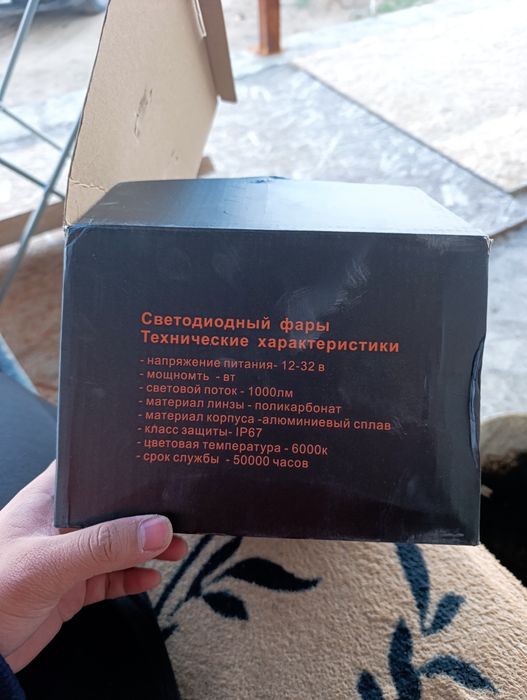 Светодиодный фары
Технические характеристики
- напряжение питания- 12-32 в
- мощномть - вт
- световой поток - 1000лм
- материал линзы - поликарбонат
- материал корпуса -алюминиевый сплав
- класс защиты- IP67
- цветовая температура - 6000к
- срок службы - 50000 часов